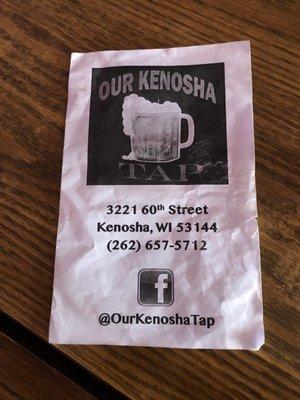 OUR KENOSHA
TAP
3221 60th Street
Kenosha, WI 53144
(262) 657-5712
f
@OurKenoshaTap